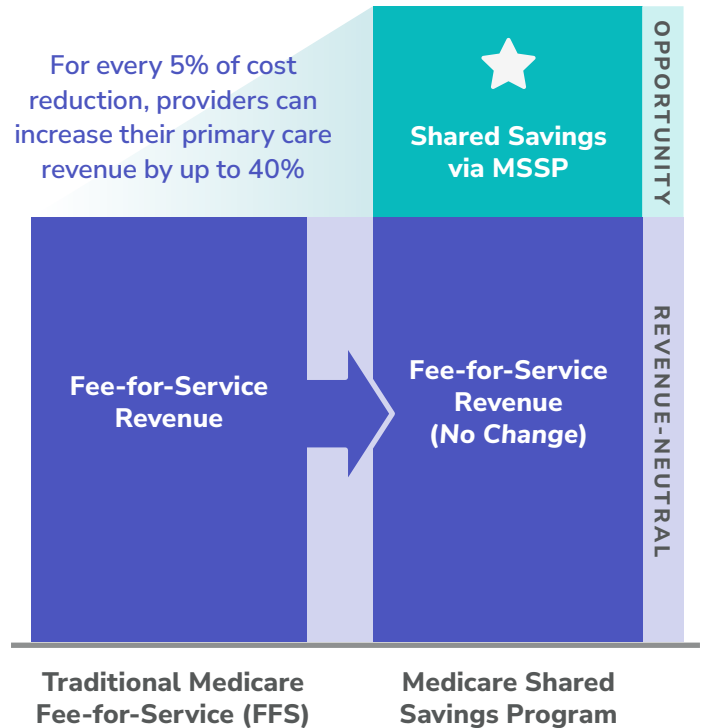 For every 5% of cost
reduction, providers can
increase their primary care
revenue by up to 40%
Shared Savings
via MSSP
OPPORTUNITY
Fee-for-Service
Revenue
Fee-for-Service
Revenue
(No Change)
REVENUE-NEUTRAL
Traditional Medicare
Fee-for-Service (FFS)
Medicare Shared
Savings Program